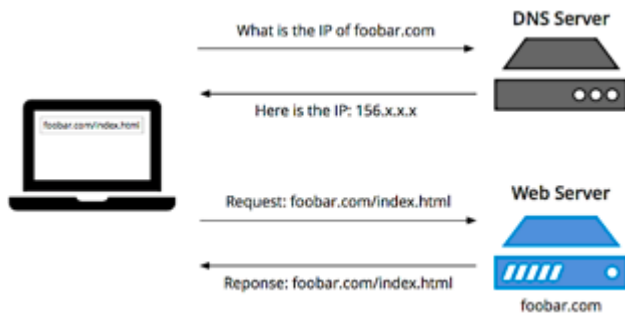 What is the IP of foobar.com
DNS Server
Here is the IP: 156.x.x.x
foobar.com/index.html
Web Server
Request: foobar.com/index.html
Reponse: foobar.com/index.html
foobar.com